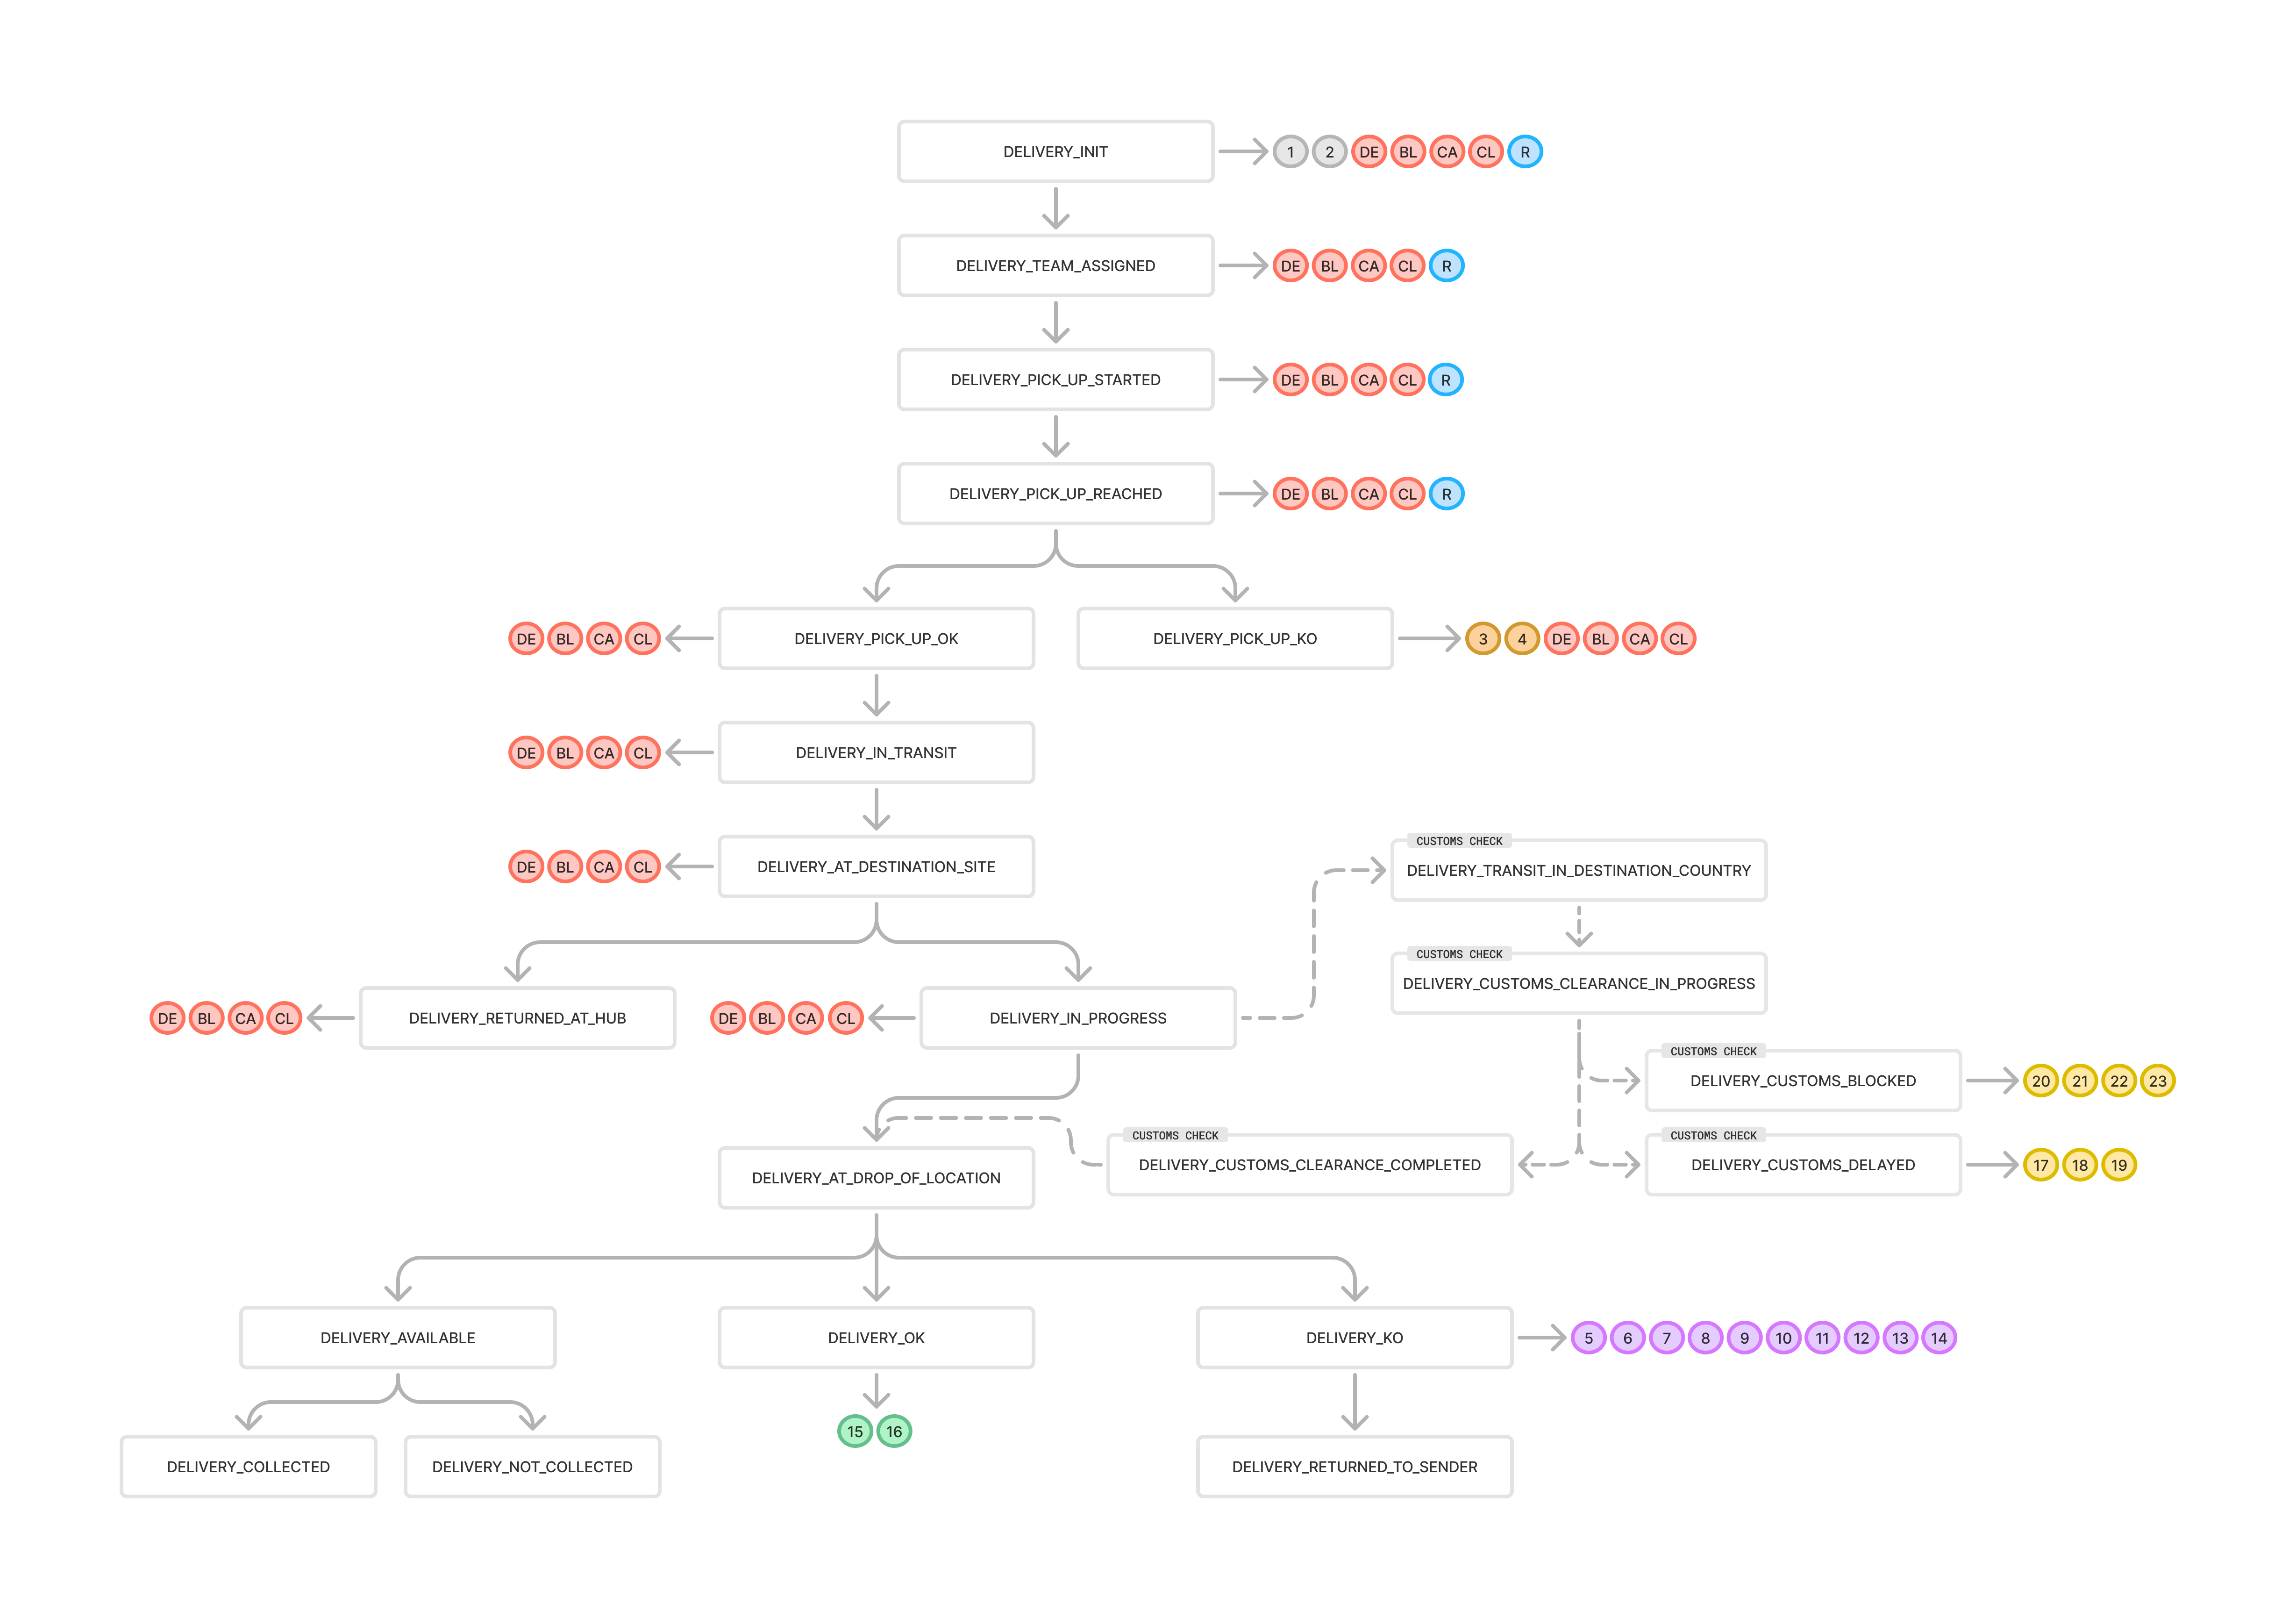 DELIVERY_INIT
1 2 DE BL CA CL R
DELIVERY_TEAM_ASSIGNED
DE BL CA CL R
DELIVERY_PICK_UP_STARTED
DE BL CA CL R
DELIVERY_PICK_UP_REACHED
DE BL CA CL R
DE BL CA CL
DELIVERY_PICK_UP_OK
DELIVERY_PICK_UP_KO
3 4 DE BL CA CL
DE BL CA CL
DELIVERY_IN_TRANSIT
DE BL CA CL
DELIVERY_AT_DESTINATION_SITE
CUSTOMS CHECK
DELIVERY_TRANSIT_IN_DESTINATION_COUNTRY
CUSTOMS CHECK
DELIVERY_CUSTOMS_CLEARANCE_IN_PROGRESS
DE BL CA CL
DELIVERY_RETURNED_AT_HUB
DE BL CA CL
DELIVERY_IN_PROGRESS
CUSTOMS CHECK
DELIVERY_CUSTOMS_BLOCKED
20 21 22 23
CUSTOMS CHECK
DELIVERY_CUSTOMS_CLEARANCE_COMPLETED
CUSTOMS CHECK
DELIVERY_CUSTOMS_DELAYED
17 18 19
DELIVERY_AT_DROP_OF_LOCATION
DELIVERY_AVAILABLE
DELIVERY_OK
DELIVERY_KO
5 6 7 8 9 10 11 12 13 14
15 16
DELIVERY_COLLECTED
DELIVERY_NOT_COLLECTED
DELIVERY_RETURNED_TO_SENDER